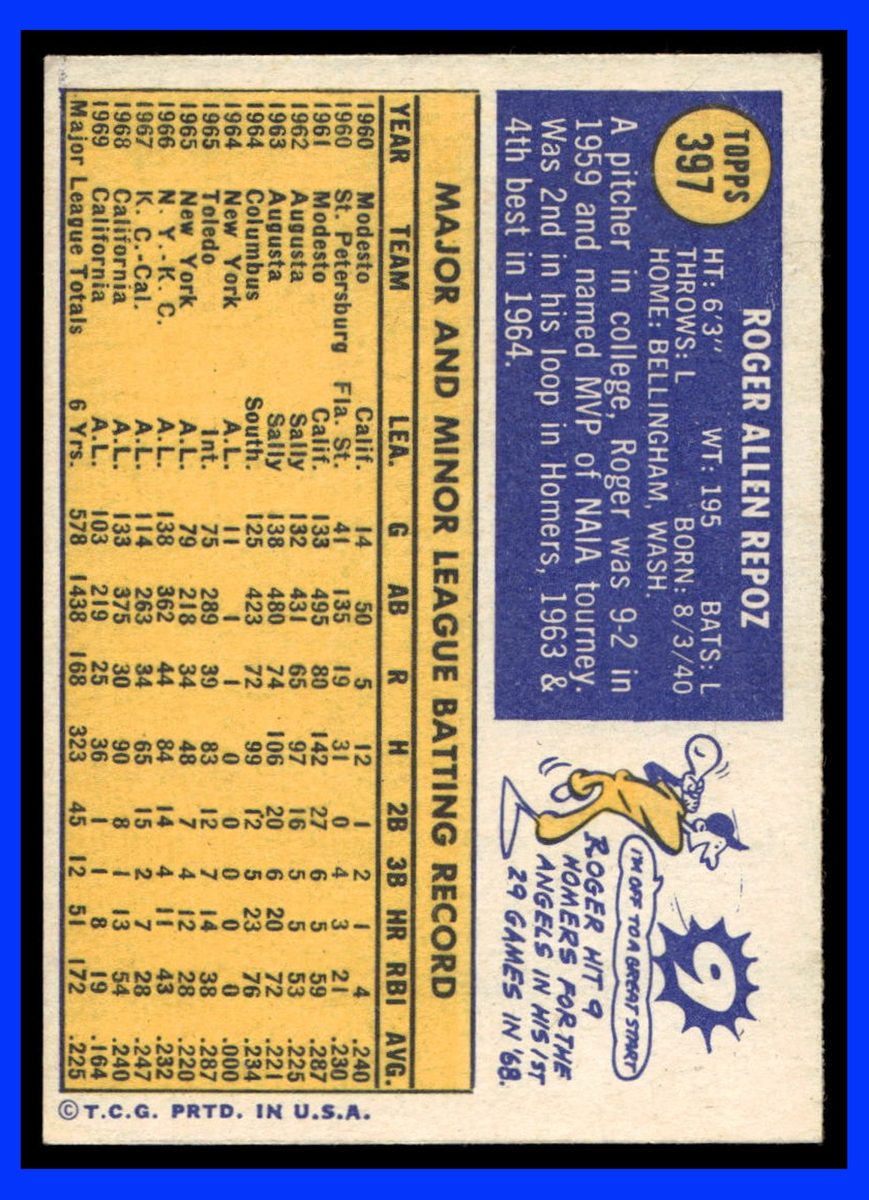 TOPPS
397
ROGER ALLEN REPOZ
HT: 6'3" WT: 195 BATS: L
THROWS: L BORN: 8/3/40
HOME: BELLINGHAM, WASH.
A pitcher in college, Roger was 9-2 in
1959 and named MVP of NAIA tourney.
Was 2nd in his loop in Homers, 1963 &
4th best in 1964.
9
I'M OFF TO A GREAT START
ROGER HIT 9
HOMERS FOR THE
ANGELS IN HIS 1ST
29 GAMES IN '68.
MAJOR AND MINOR LEAGUE BATTING RECORD
YEAR TEAM LEA. G AB R H 2B 3B HR RBI AVG.
1960 Modesto Calif. 14 50 5 12 1 2 1 4 .240
1960 St. Petersburg Fla. St. 41 135 19 31 0 4 3 21 .230
1961 Modesto Calif. 133 495 80 142 27 6 5 59 .287
1962 Augusta Sally 132 431 65 97 16 5 5 53 .225
1963 Augusta Sally 138 480 74 106 20 6 20 72 .221
1964 Columbus South. 125 423 72 99 12 5 23 76 .234
1964 New York A.L. 11 1 1 0 0 0 0 0 .000
1965 Toledo Int. 75 289 39 83 12 7 14 38 .287
1965 New York A.L. 79 218 34 48 7 4 12 28 .220
1966 N. Y.-K. C. A.L. 138 362 44 84 14 4 11 43 .232
1967 K. C.-Cal. A.L. 114 263 34 65 15 2 7 28 .247
1968 California A.L. 133 375 30 90 8 1 13 54 .240
1969 California A.L. 103 219 25 36 1 1 8 19 .164
Major League Totals 6 Yrs. 578 1438 168 323 45 12 51 172 .225
© T.C.G. PRTD. IN U.S.A.